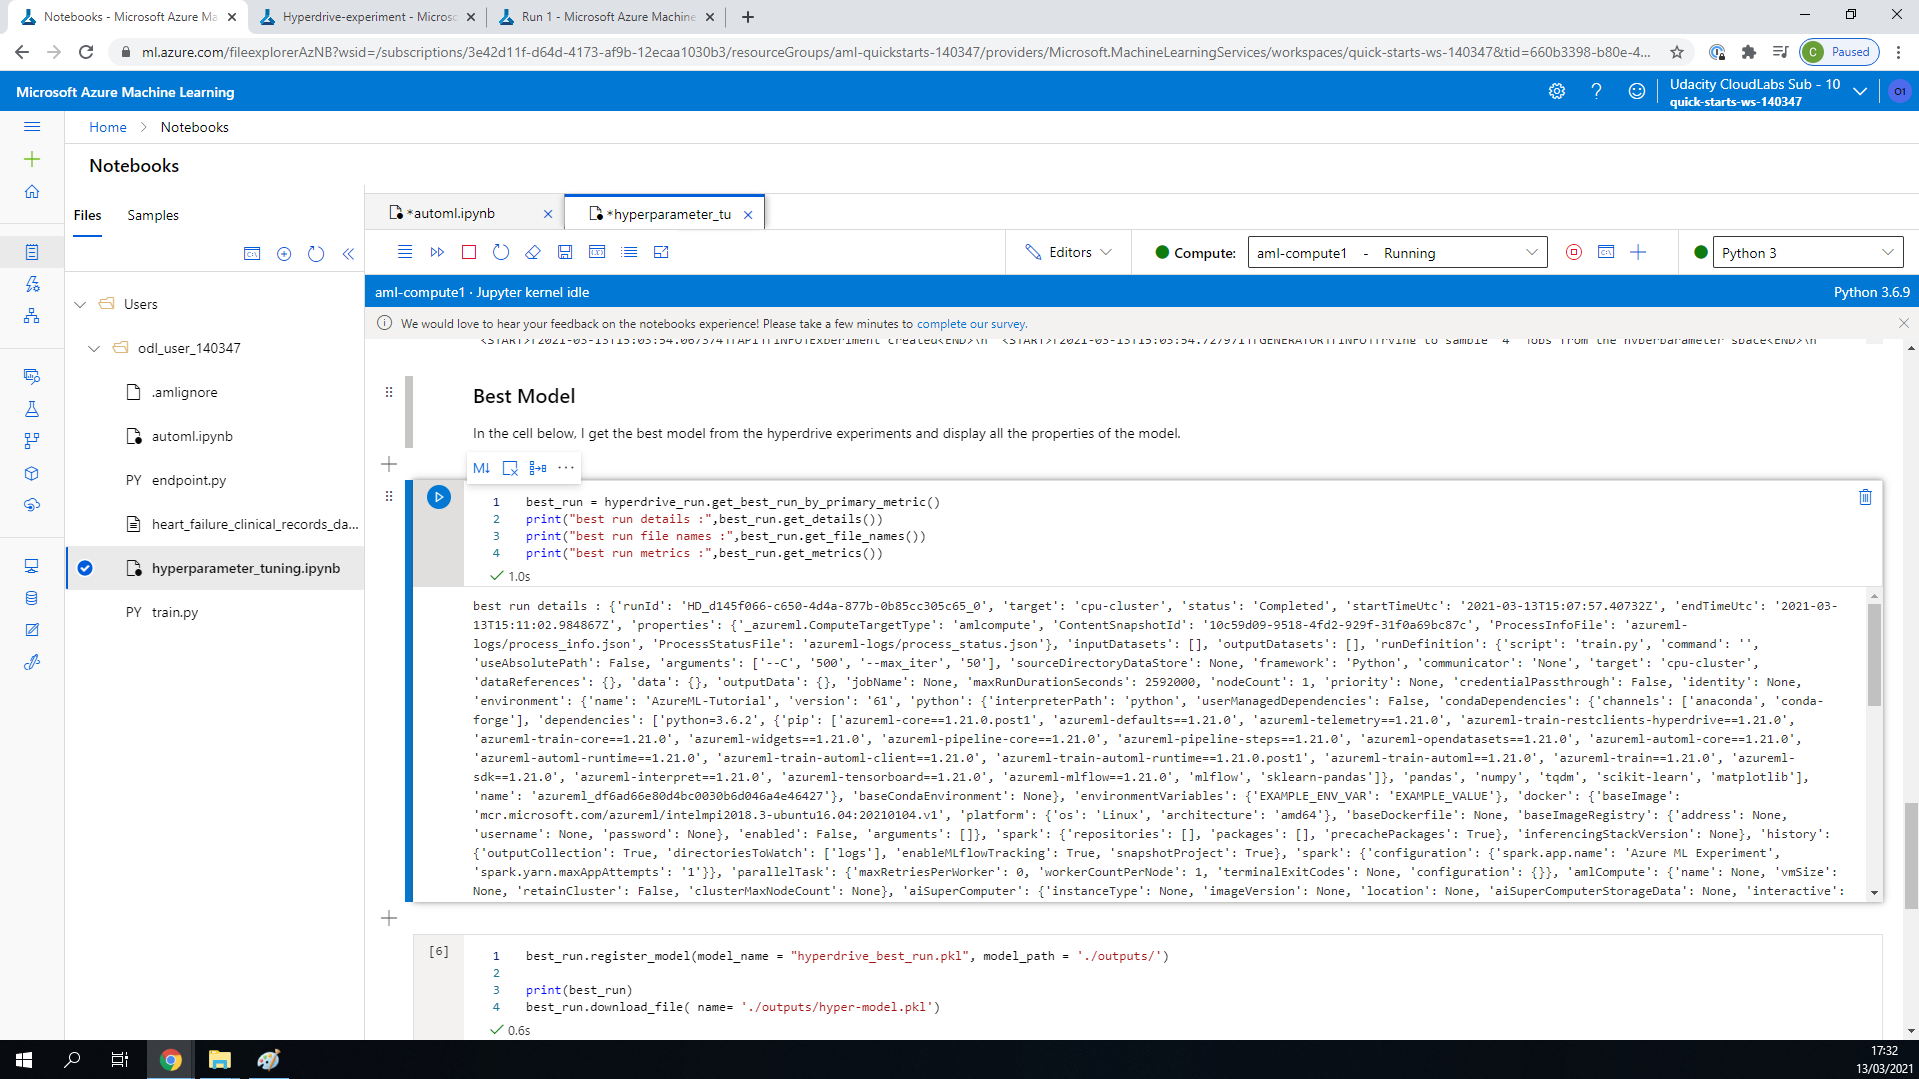 Notebooks - Microsoft Azure Ma
Hyperdrive-experiment - Microsc
Run 1 - Microsoft Azure Machine
ml.azure.com/fileexplorerAzNB?wsid=/subscriptions/3e42d11f-d64d-4173-af9b-12ecaa1030b3/resourceGroups/aml-quickstarts-140347/providers/Microsoft.MachineLearningServices/workspaces/quick-starts-ws-140347&tid=660b3398-b80e-4...
C Paused
Microsoft Azure Machine Learning
Udacity CloudLabs Sub - 10
quick-starts-ws-140347
O1
Home > Notebooks
Notebooks
Files Samples
*automl.ipynb
*hyperparameter_tu
Editors
Compute: aml-compute1 - Running
Python 3
aml-compute1 · Jupyter kernel idle
Python 3.6.9
We would love to hear your feedback on the notebooks experience! Please take a few minutes to complete our survey.
Users
odl_user_140347
.amlignore
automl.ipynb
PY endpoint.py
heart_failure_clinical_records_da...
hyperparameter_tuning.ipynb
PY train.py
Best Model
In the cell below, I get the best model from the hyperdrive experiments and display all the properties of the model.
M↓ ...
1 best_run = hyperdrive_run.get_best_run_by_primary_metric()
2 print("best run details :",best_run.get_details())
3 print("best run file names :",best_run.get_file_names())
4 print("best run metrics :",best_run.get_metrics())
1.0s
best run details : {'runId': 'HD_d145f066-c650-4d4a-877b-0b85cc305c65_0', 'target': 'cpu-cluster', 'status': 'Completed', 'startTimeUtc': '2021-03-13T15:07:57.40732Z', 'endTimeUtc': '2021-03-
13T15:11:02.984867Z', 'properties': {'_azureml.ComputeTargetType': 'amlcompute', 'ContentSnapshotId': '10c59d09-9518-4fd2-929f-31f0a69bc87c', 'ProcessInfoFile': 'azureml-
logs/process_info.json', 'ProcessStatusFile': 'azureml-logs/process_status.json'}, 'inputDatasets': [], 'outputDatasets': [], 'runDefinition': {'script': 'train.py', 'command': '',
'useAbsolutePath': False, 'arguments': ['--C', '500', '--max_iter', '50'], 'sourceDirectoryDataStore': None, 'framework': 'Python', 'communicator': 'None', 'target': 'cpu-cluster',
'dataReferences': {}, 'data': {}, 'outputData': {}, 'jobName': None, 'maxRunDurationSeconds': 2592000, 'nodeCount': 1, 'priority': None, 'credentialPassthrough': False, 'identity': None,
'environment': {'name': 'AzureML-Tutorial', 'version': '61', 'python': {'interpreterPath': 'python', 'userManagedDependencies': False, 'condaDependencies': {'channels': ['anaconda', 'conda-
forge'], 'dependencies': ['python=3.6.2', {'pip': ['azureml-core==1.21.0.post1', 'azureml-defaults==1.21.0', 'azureml-telemetry==1.21.0', 'azureml-train-restclients-hyperdrive==1.21.0',
'azureml-train-core==1.21.0', 'azureml-widgets==1.21.0', 'azureml-pipeline-core==1.21.0', 'azureml-pipeline-steps==1.21.0', 'azureml-opendatasets==1.21.0', 'azureml-automl-core==1.21.0',
'azureml-automl-runtime==1.21.0', 'azureml-train-automl-client==1.21.0', 'azureml-train-automl-runtime==1.21.0.post1', 'azureml-train-automl==1.21.0', 'azureml-train==1.21.0', 'azureml-
sdk==1.21.0', 'azureml-interpret==1.21.0', 'azureml-tensorboard==1.21.0', 'azureml-mlflow==1.21.0', 'mlflow', 'sklearn-pandas']}, 'pandas', 'numpy', 'tqdm', 'scikit-learn', 'matplotlib'],
'name': 'azureml_df6ad66e80d4bc0030b6d046a4e46427'}, 'baseCondaEnvironment': None}, 'environmentVariables': {'EXAMPLE_ENV_VAR': 'EXAMPLE_VALUE'}, 'docker': {'baseImage':
'mcr.microsoft.com/azureml/intelmpi2018.3-ubuntu16.04:20210104.v1', 'platform': {'os': 'Linux', 'architecture': 'amd64'}, 'baseDockerfile': None, 'baseImageRegistry': {'address': None,
'username': None, 'password': None}, 'enabled': False, 'arguments': []}, 'spark': {'repositories': [], 'packages': [], 'precachePackages': True}, 'inferencingStackVersion': None}, 'history':
{'outputCollection': True, 'directoriesToWatch': ['logs'], 'enableMLflowTracking': True, 'snapshotProject': True}, 'spark': {'configuration': {'spark.app.name': 'Azure ML Experiment',
'spark.yarn.maxAppAttempts': '1'}}, 'parallelTask': {'maxRetriesPerWorker': 0, 'workerCountPerNode': 1, 'terminalExitCodes': None, 'configuration': {}}, 'amlCompute': {'name': None, 'vmSize':
None, 'retainCluster': False, 'clusterMaxNodeCount': None}, 'aiSuperComputer': {'instanceType': None, 'imageVersion': None, 'location': None, 'aiSuperComputerStorageData': None, 'interactive':
[6]
1 best_run.register_model(model_name = "hyperdrive_best_run.pkl", model_path = './outputs/')
2
3 print(best_run)
4 best_run.download_file( name= './outputs/hyper-model.pkl')
0.6s
17:32
13/03/2021